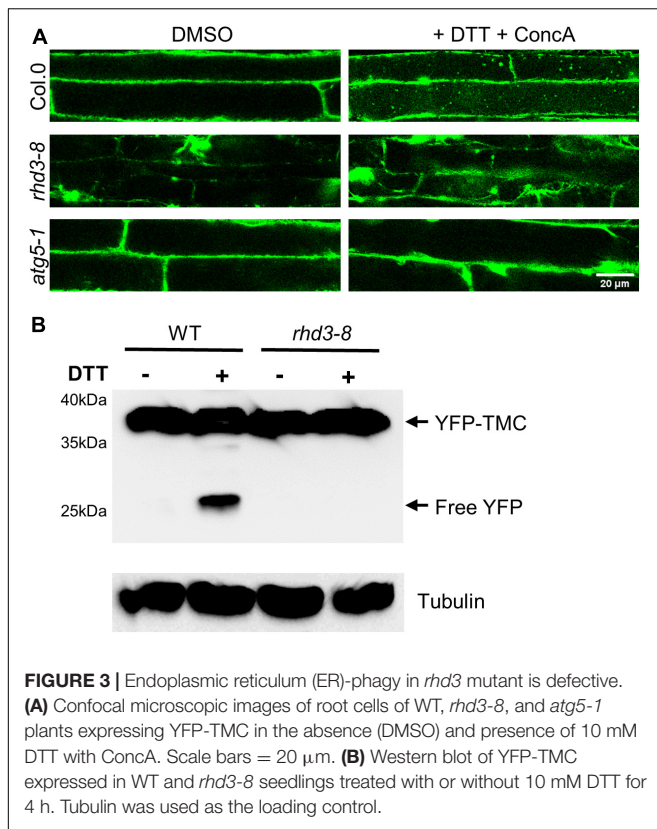 A
DMSO + DTT + ConcA
Col.0
rhd3-8
atg5-1
20 µm
B
WT rhd3-8
DTT - + - +
40kDa
YFP-TMC
35kDa
25kDa
Free YFP
Tubulin
FIGURE 3 | Endoplasmic reticulum (ER)-phagy in rhd3 mutant is defective.
(A) Confocal microscopic images of root cells of WT, rhd3-8, and atg5-1
plants expressing YFP-TMC in the absence (DMSO) and presence of 10 mM
DTT with ConcA. Scale bars = 20 μm. (B) Western blot of YFP-TMC
expressed in WT and rhd3-8 seedlings treated with or without 10 mM DTT for
4 h. Tubulin was used as the loading control.